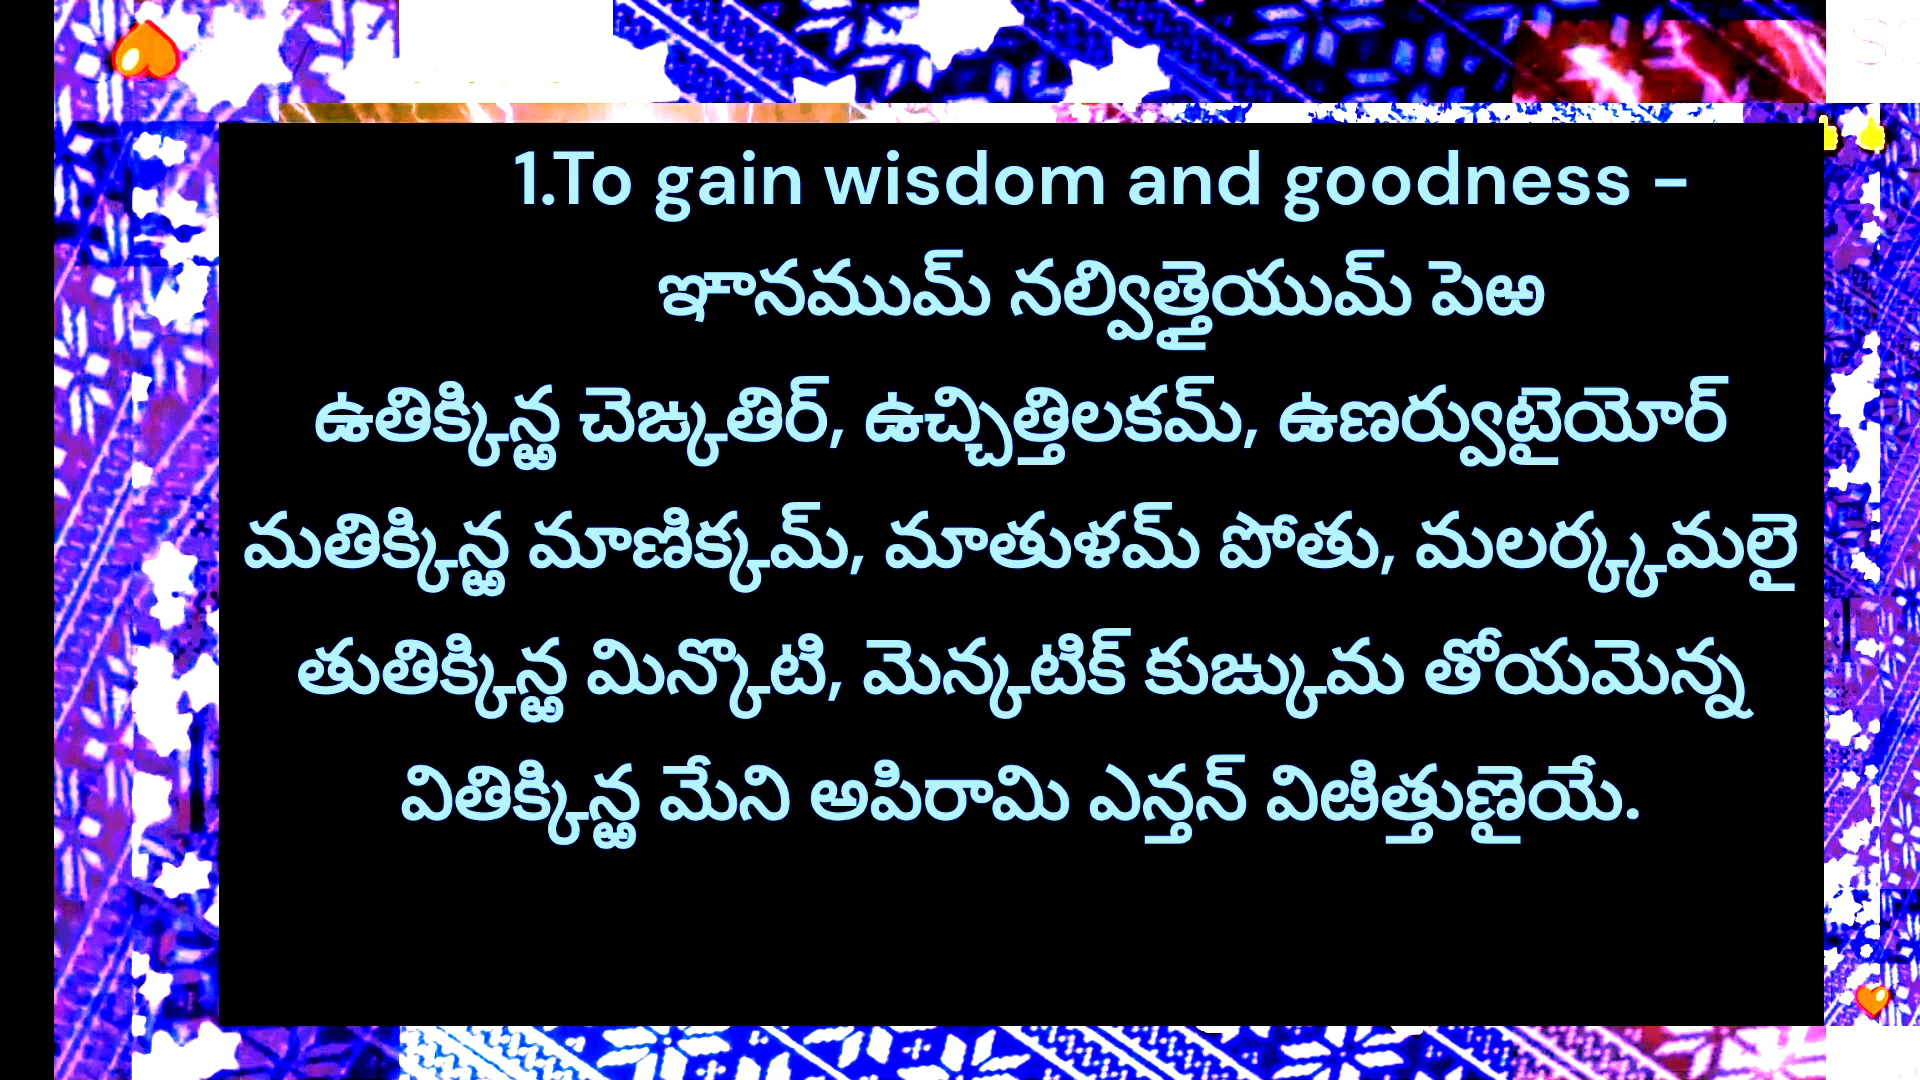 1.To gain wisdom and goodness -
ఞానముమ్ నల్విత్తైయుమ్ పెఱ
ఉతిక్కిన్ఱ చెఙ్కతిర్, ఉచ్చిత్తిలకమ్, ఉణర్వుటైయోర్
మతిక్కిన్ఱ మాణిక్కమ్, మాతుళమ్ పోతు, మలర్క్కమలై
తుతిక్కిన్ఱ మిన్కొటి, మెన్కటిక్ కుఙ్కుమ తోయమెన్న
వితిక్కిన్ఱ మేని అపిరామి ఎన్తన్ విఴిత్తుణైయే.